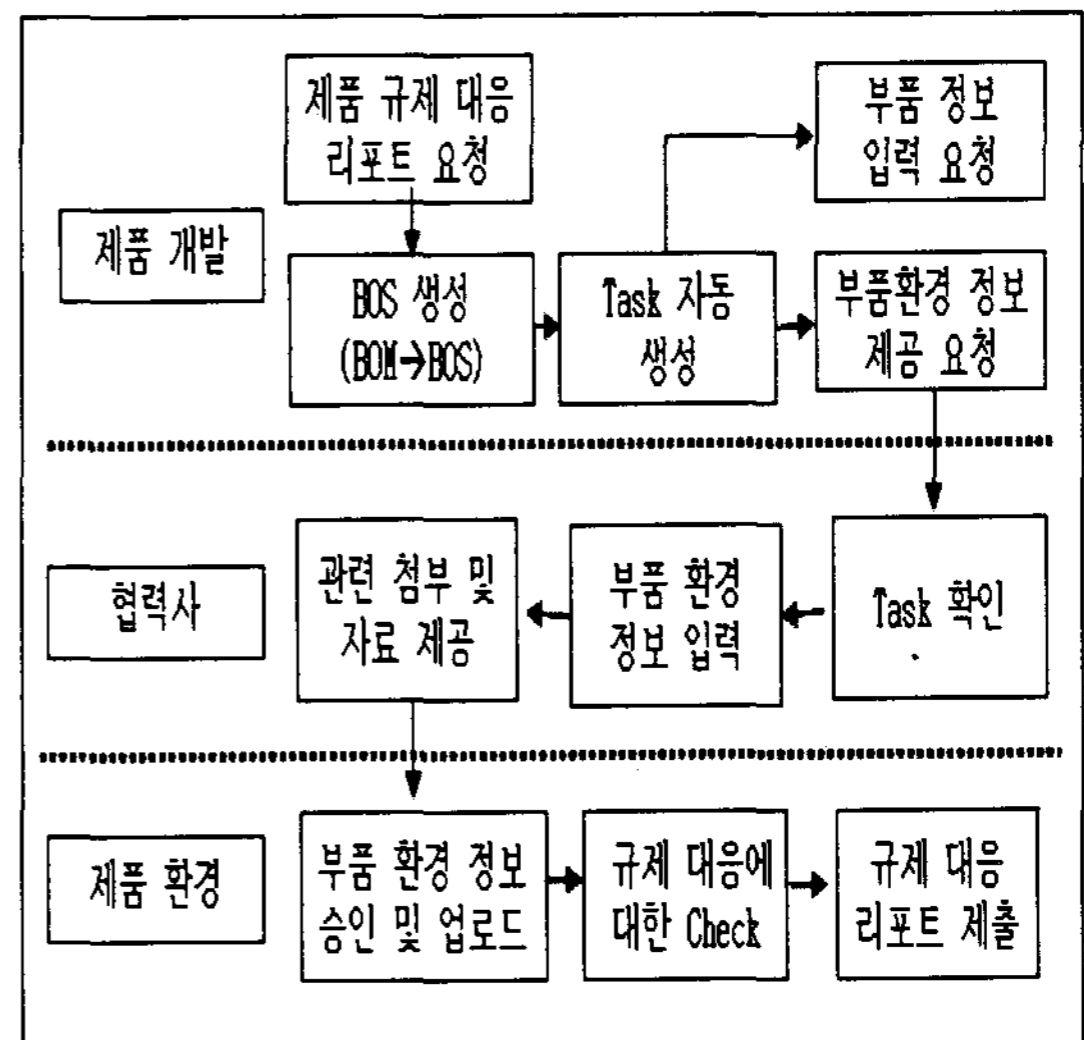 제품 규제 대응
리포트 요청
부품 정보
입력 요청
제품 개발
BOS 생성
(BOM→BOS)
Task 자동
생성
부품환경 정보
제공 요청
협력사
관련 첨부 및
자료 제공
부품 환경
정보 입력
Task 확인
제품 환경
부품 환경 정보
승인 및 업로드
규제 대응에
대한 Check
규제 대응
리포트 제출